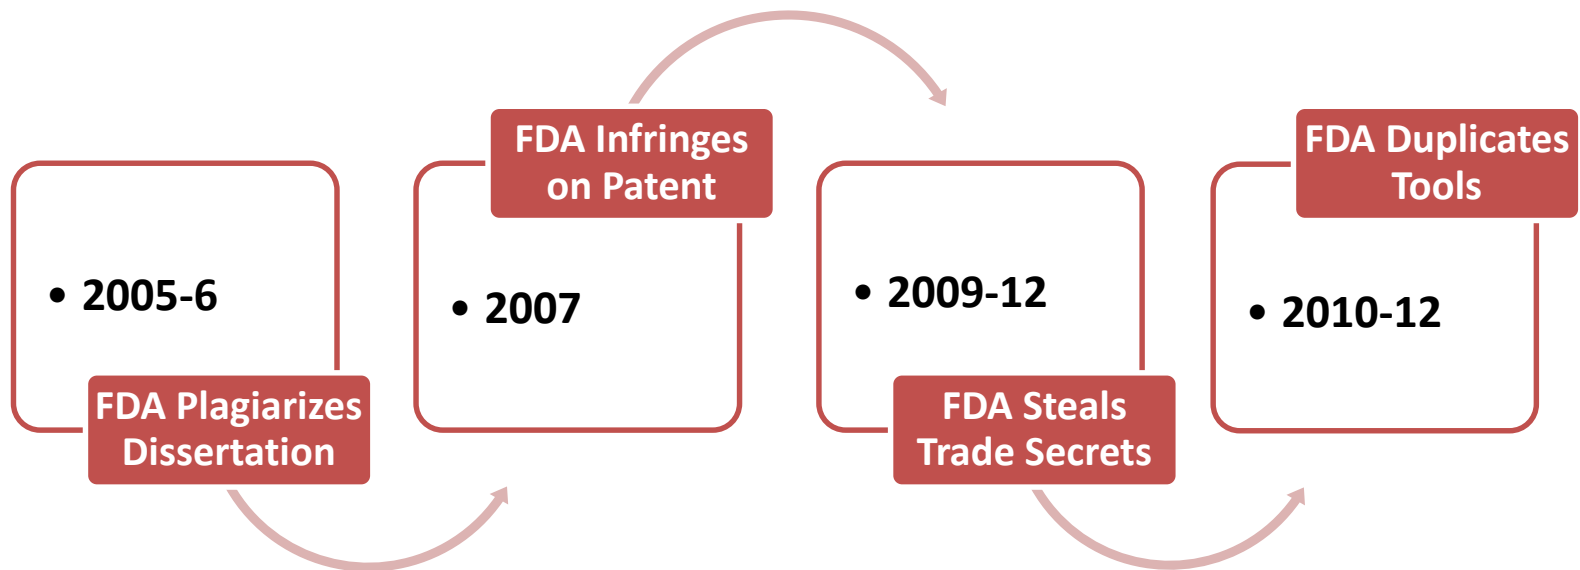 • 2005-6
FDA Plagiarizes
Dissertation
FDA Infringes
on Patent
• 2007
• 2009-12
FDA Steals
Trade Secrets
FDA Duplicates
Tools
• 2010-12